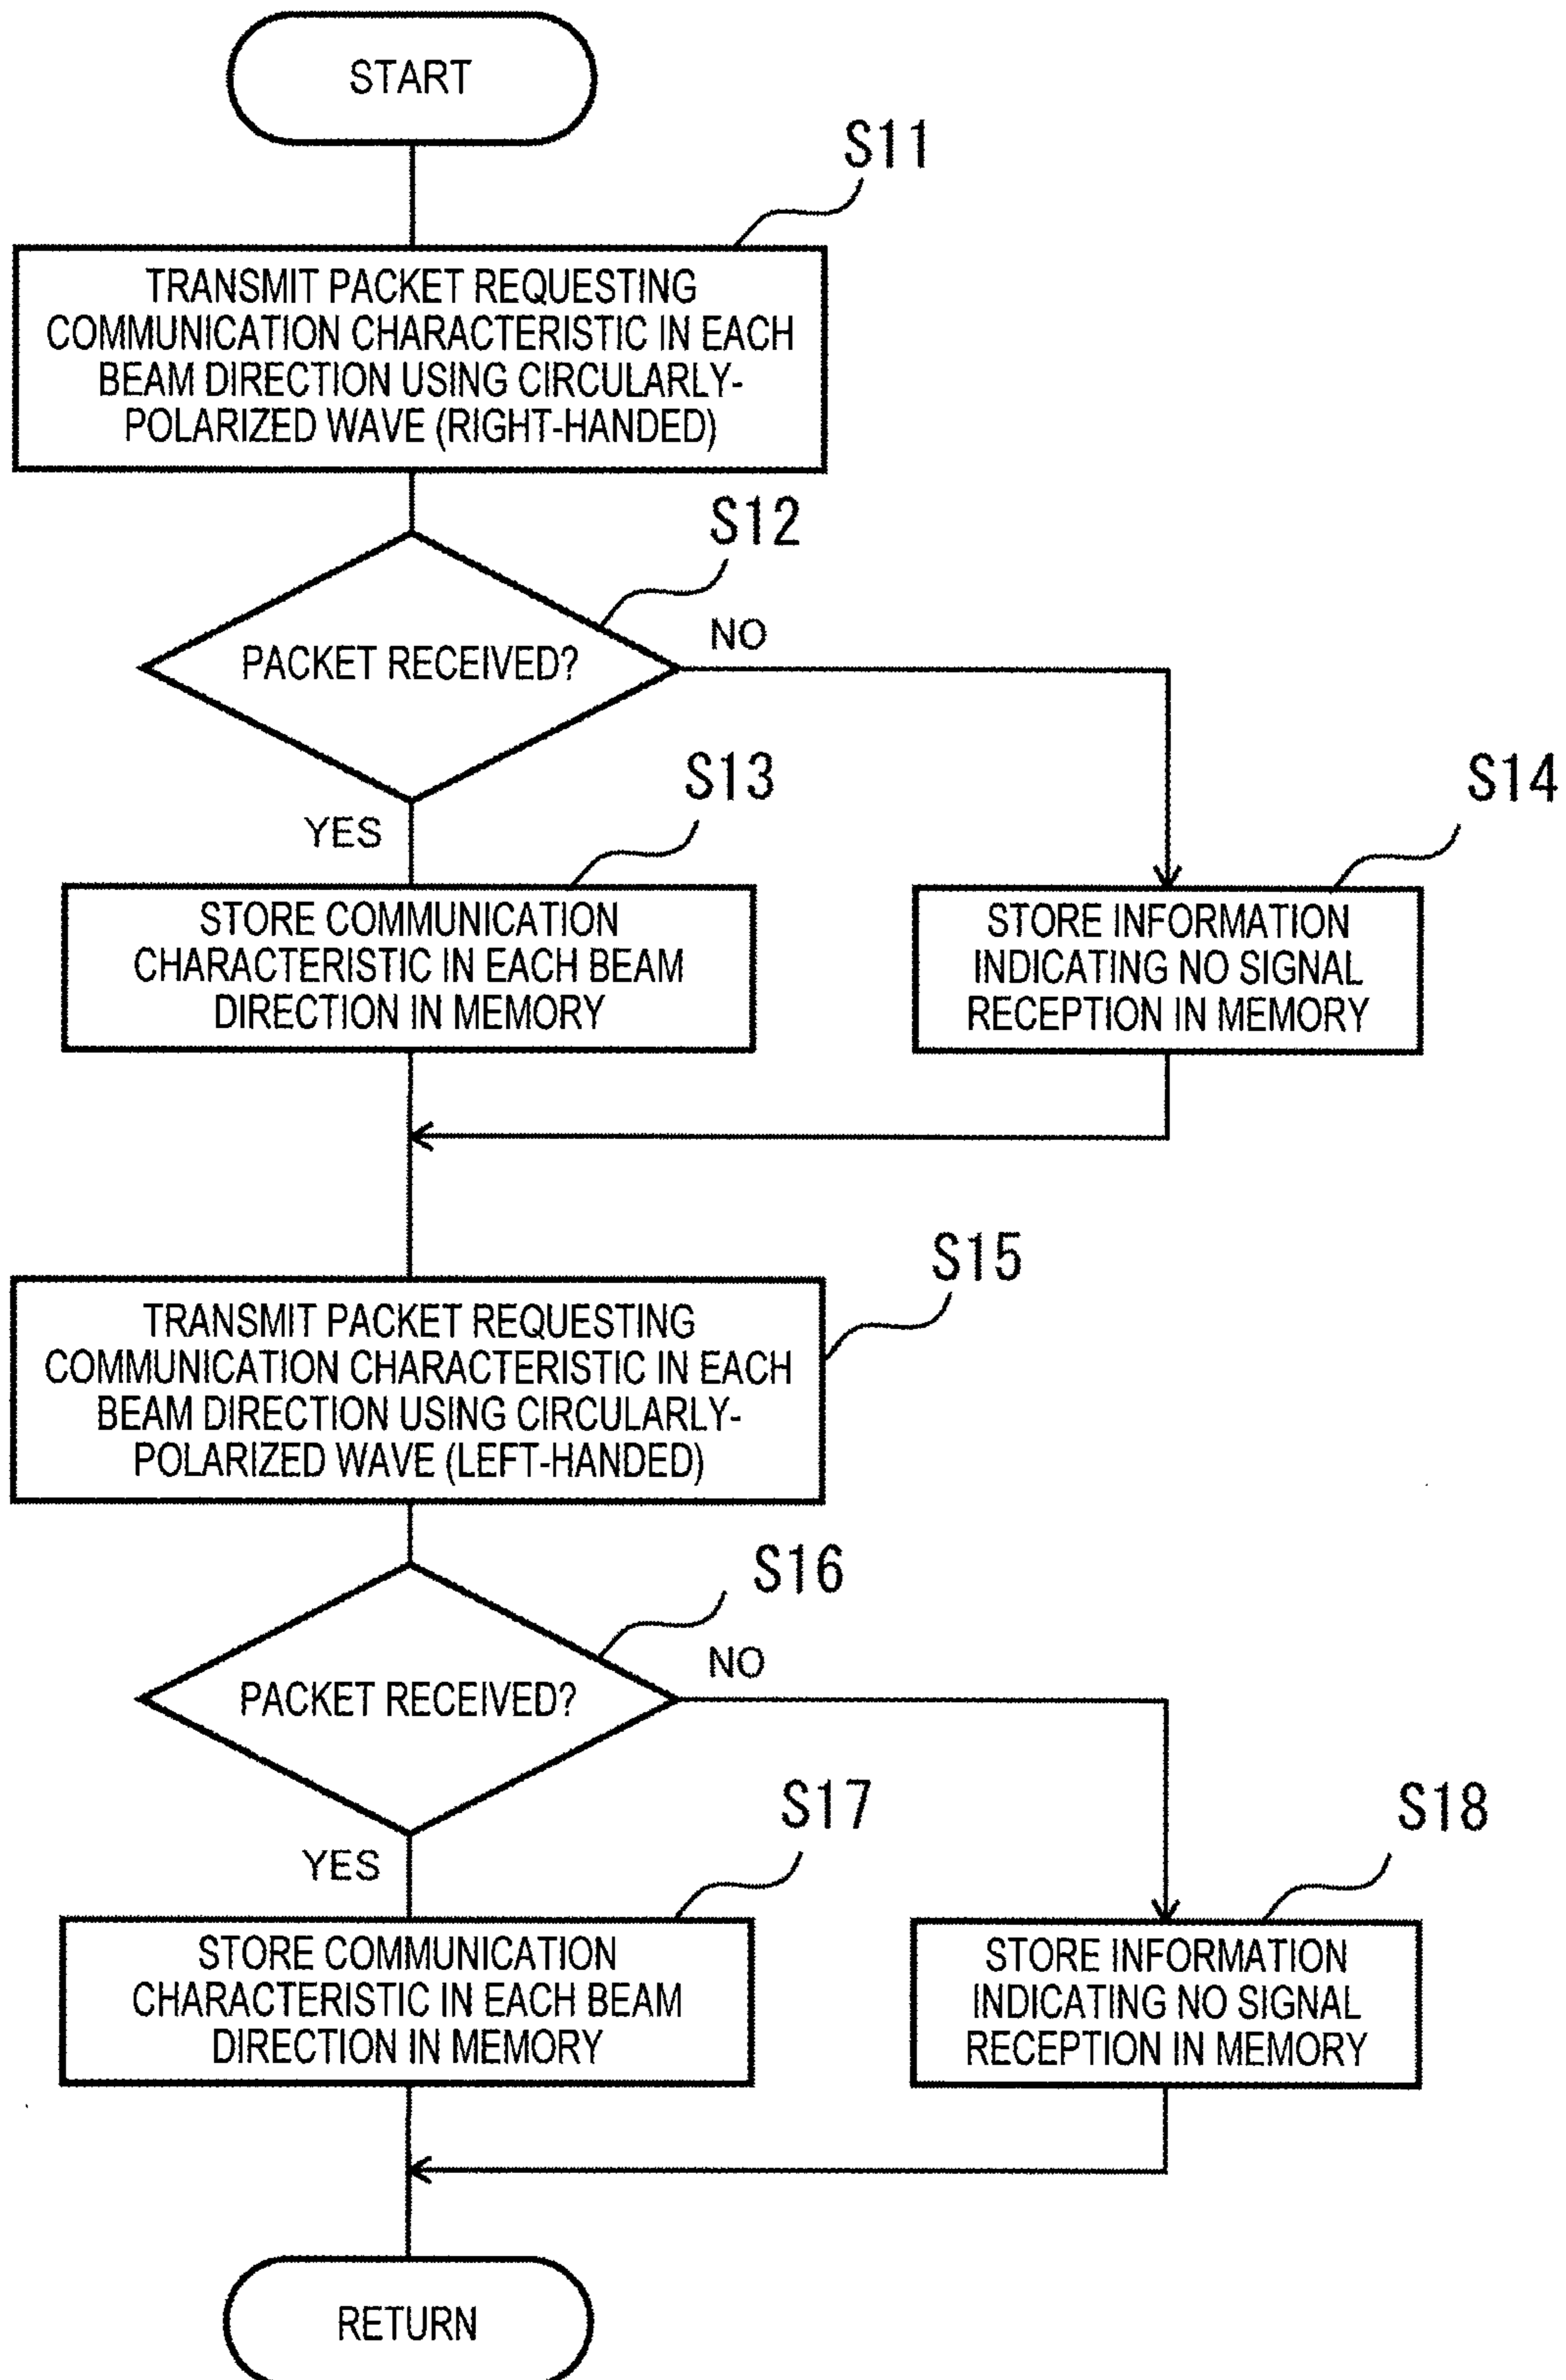 START
S11
TRANSMIT PACKET REQUESTING
COMMUNICATION CHARACTERISTIC IN EACH
BEAM DIRECTION USING CIRCULARLY-
POLARIZED WAVE (RIGHT-HANDED)
S12
PACKET RECEIVED?
NO
YES
S13
STORE COMMUNICATION
CHARACTERISTIC IN EACH BEAM
DIRECTION IN MEMORY
S14
STORE INFORMATION
INDICATING NO SIGNAL
RECEPTION IN MEMORY
S15
TRANSMIT PACKET REQUESTING
COMMUNICATION CHARACTERISTIC IN EACH
BEAM DIRECTION USING CIRCULARLY-
POLARIZED WAVE (LEFT-HANDED)
S16
PACKET RECEIVED?
NO
YES
S17
STORE COMMUNICATION
CHARACTERISTIC IN EACH BEAM
DIRECTION IN MEMORY
S18
STORE INFORMATION
INDICATING NO SIGNAL
RECEPTION IN MEMORY
RETURN